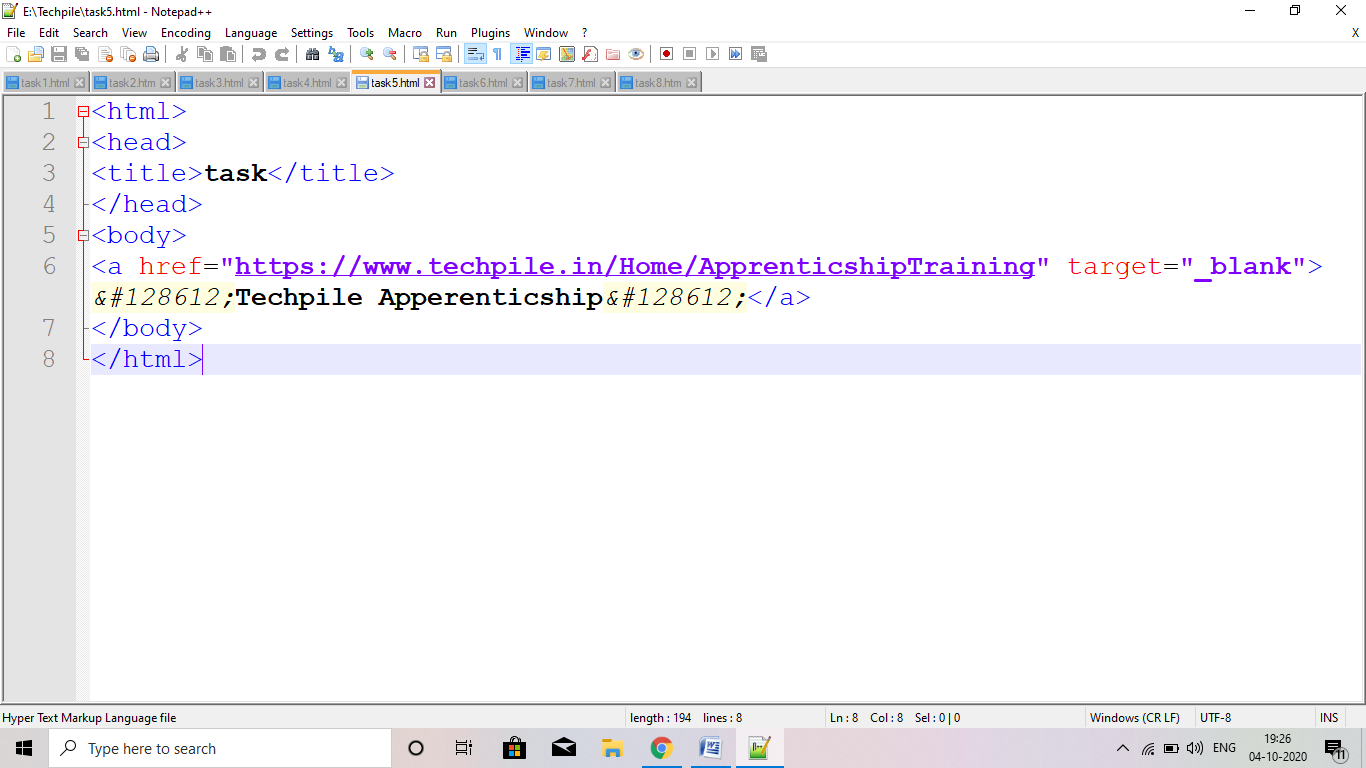 E:\Techpile\task5.html - Notepad++
File Edit Search View Encoding Language Settings Tools Macro Run Plugins Window ? X
task1.html task2.htm task3.html task4.html task5.html task6.html task7.html task8.htm
1 <html>
2 <head>
3 <title>task</title>
4 </head>
5 <body>
6 <a href="https://www.techpile.in/Home/ApprenticshipTraining" target="_blank">
&#128612;Techpile Apperenticship&#128612;</a>
7 </body>
8 </html>
Hyper Text Markup Language file length : 194 lines : 8 Ln : 8 Col : 8 Sel : 0 | 0 Windows (CR LF) UTF-8 INS
Type here to search ENG 19:26
04-10-2020 11